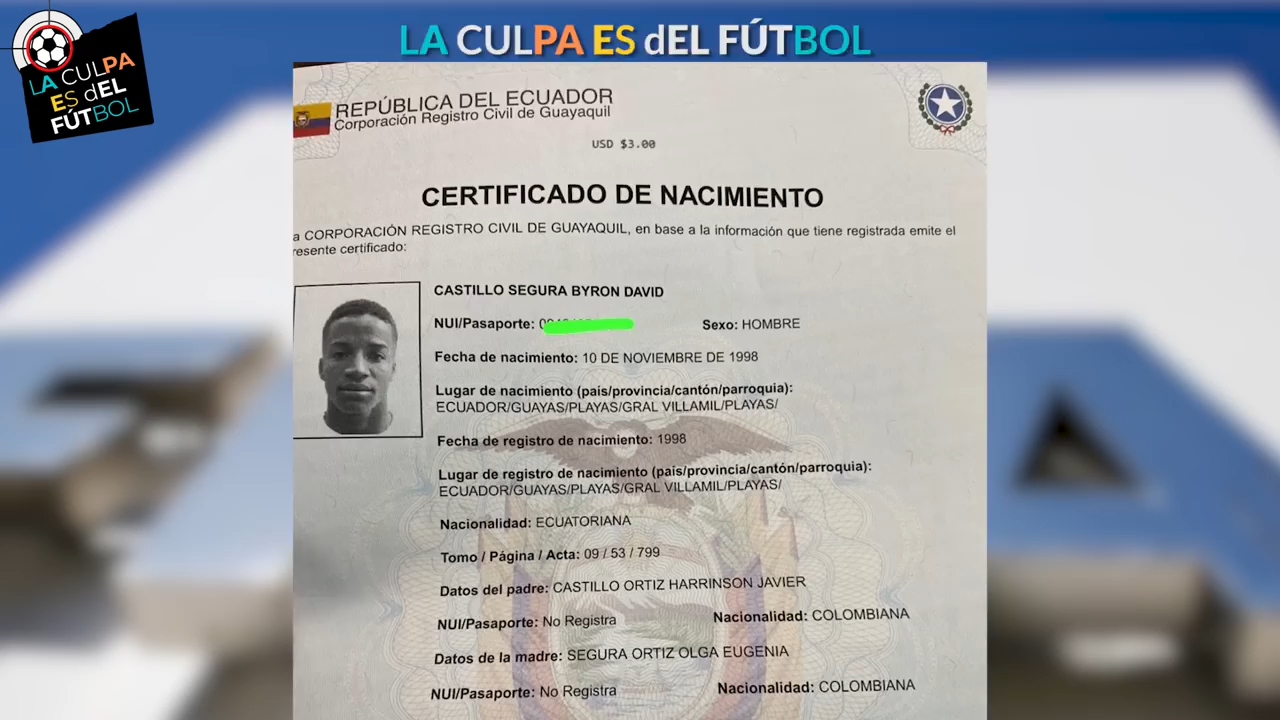 LA CULPA ES dEL FÚTBOL
LA CULPA
ES dEL
FÚTBOL
REPÚBLICA DEL ECUADOR
Corporación Registro Civil de Guayaquil
USD $3.00
CERTIFICADO DE NACIMIENTO
a CORPORACIÓN REGISTRO CIVIL DE GUAYAQUIL, en base a la información que tiene registrada emite el
resente certificado:
CASTILLO SEGURA BYRON DAVID
NUI/Pasaporte: Sexo: HOMBRE
Fecha de nacimiento: 10 DE NOVIEMBRE DE 1998
Lugar de nacimiento (país/provincia/cantón/parroquia):
ECUADOR/GUAYAS/PLAYAS/GRAL VILLAMIL/PLAYAS/
Fecha de registro de nacimiento: 1998
Lugar de registro de nacimiento (país/provincia/cantón/parroquia):
ECUADOR/GUAYAS/PLAYAS/GRAL VILLAMIL/PLAYAS/
Nacionalidad: ECUATORIANA
Tomo / Página / Acta: 09 / 53 / 799
Datos del padre: CASTILLO ORTIZ HARRINSON JAVIER
NUI/Pasaporte: No Registra Nacionalidad: COLOMBIANA
Datos de la madre: SEGURA ORTIZ OLGA EUGENIA
NUI/Pasaporte: No Registra Nacionalidad: COLOMBIANA